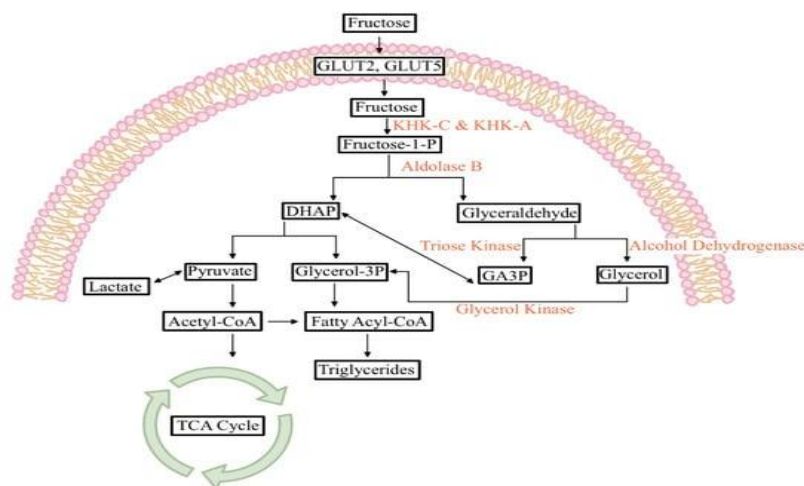 Fructose
GLUT2, GLUT5
Fructose
KHK-C & KHK-A
Fructose-1-P
Aldolase B
DHAP
Glyceraldehyde
Triose Kinase
Alcohol Dehydrogenase
Pyruvate
Glycerol-3P
GA3P
Glycerol
Lactate
Glycerol Kinase
Acetyl-CoA
Fatty Acyl-CoA
Triglycerides
TCA Cycle